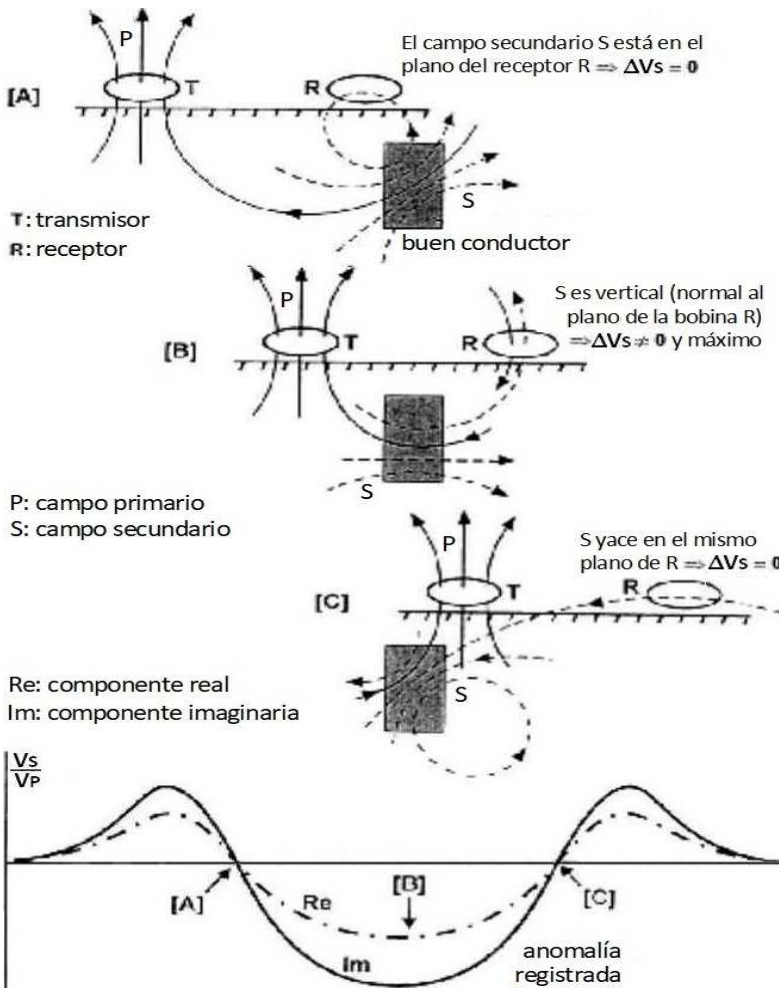 P
El campo secundario S está en el
plano del receptor R ⇒ ΔVs = 0
[A]
T
R
S
T: transmisor
R: receptor
buen conductor
P
S es vertical (normal al
plano de la bobina R)
⇒ΔVs ≠ 0 y máximo
[B]
T
R
S
P: campo primario
S: campo secundario
P
S yace en el mismo
plano de R ⇒ ΔVs = 0
[C]
T
R
S
Re: componente real
Im: componente imaginaria
Vs
VP
[A]
Re
[B]
[C]
Im
anomalía
registrada